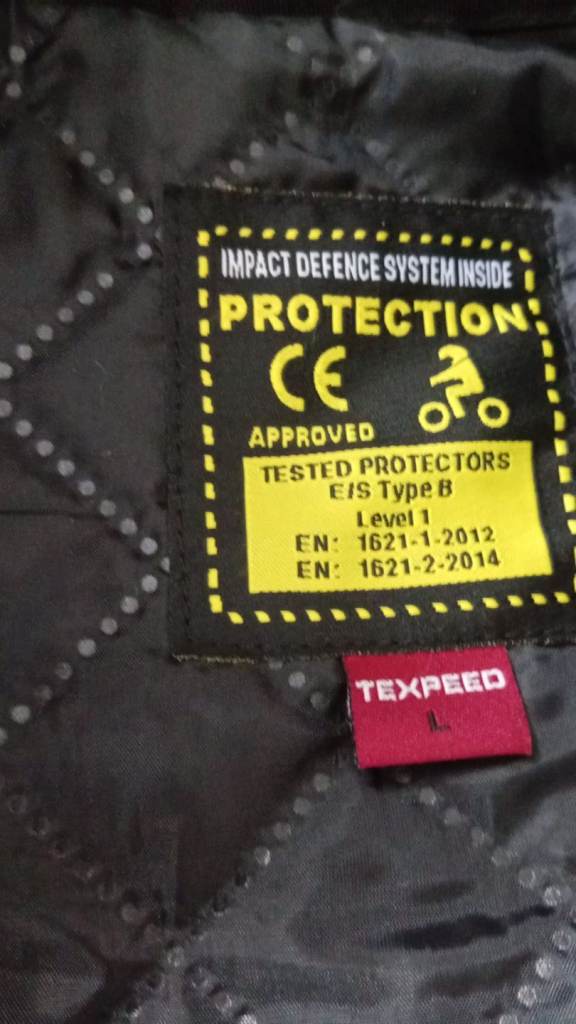 IMPACT DEFENCE SYSTEM INSIDE
PROTECTION
CE
APPROVED
TESTED PROTECTORS
E/S Type B
Level 1
EN: 1621-1-2012
EN: 1621-2-2014
TEXPEED
L